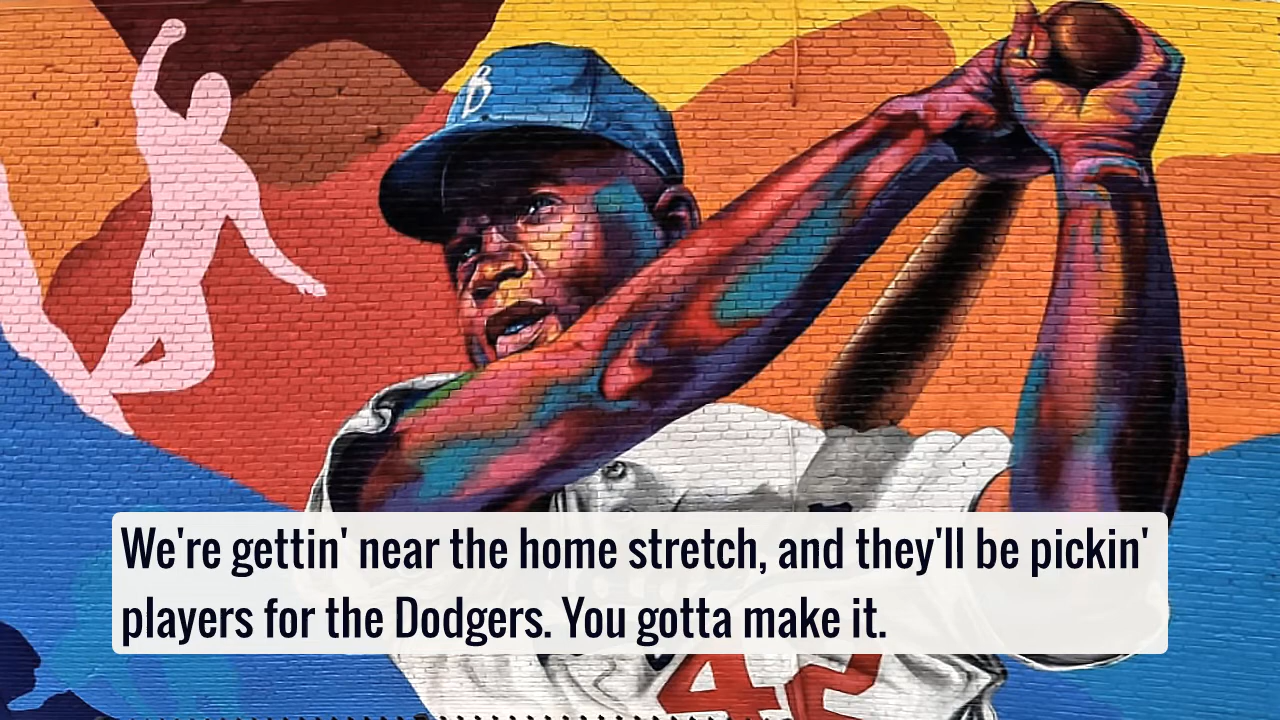 B
We're gettin' near the home stretch, and they'll be pickin'
players for the Dodgers. You gotta make it.
42